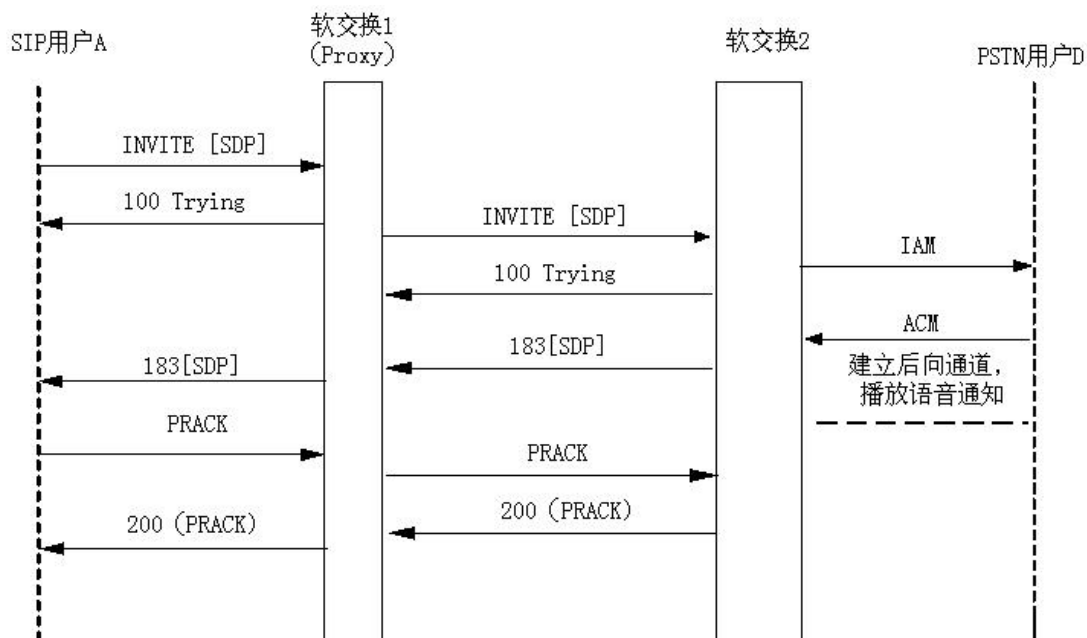 SIP用户A
软交换1
(Proxy)
软交换2
PSTN用户D
INVITE [SDP]
100 Trying
INVITE [SDP]
IAM
100 Trying
ACM
183[SDP]
183[SDP]
建立后向通道，
播放语音通知
PRACK
PRACK
200 (PRACK)
200 (PRACK)